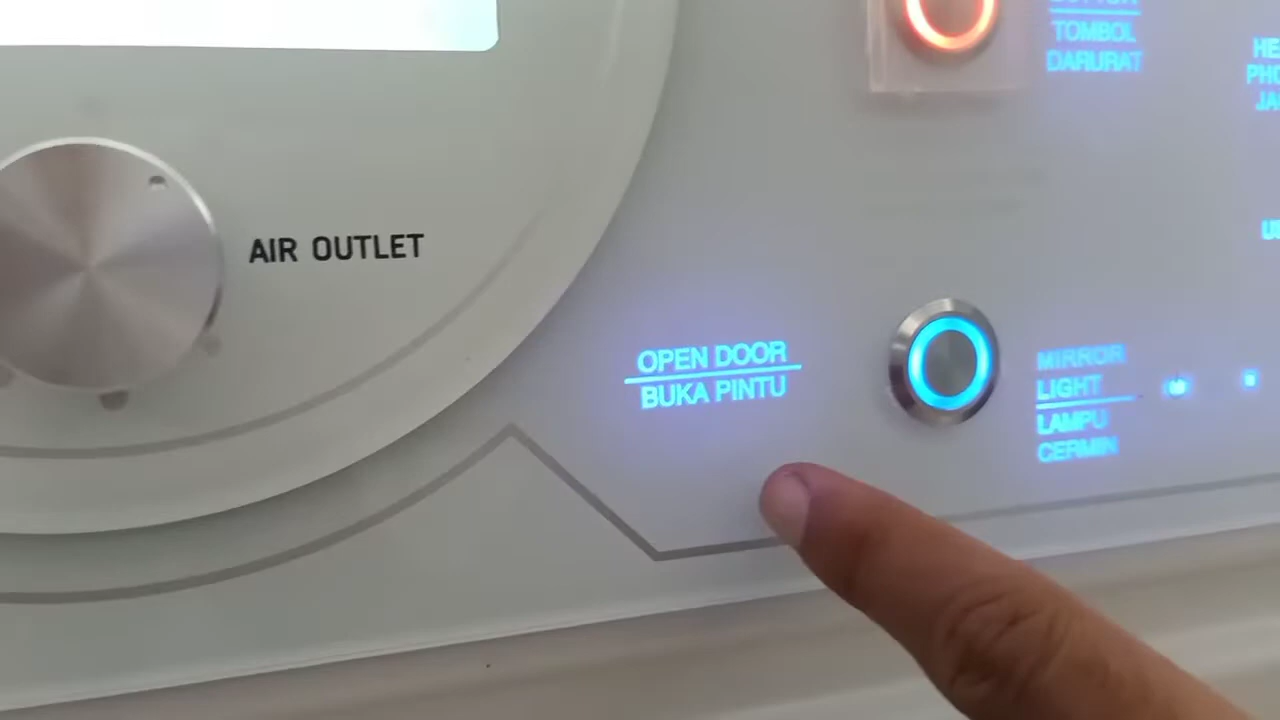 TOMBOL
DARURAT
AIR OUTLET
OPEN DOOR
BUKA PINTU
MIRROR
LIGHT
LAMPU
CERMIN